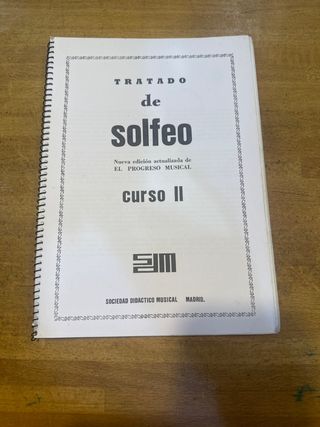 TRATADO
de
solfeo
Nueva edición actualizada de
EL PROGRESO MUSICAL
curso II
SDM
SOCIEDAD DIDACTICO MUSICAL MADRID.